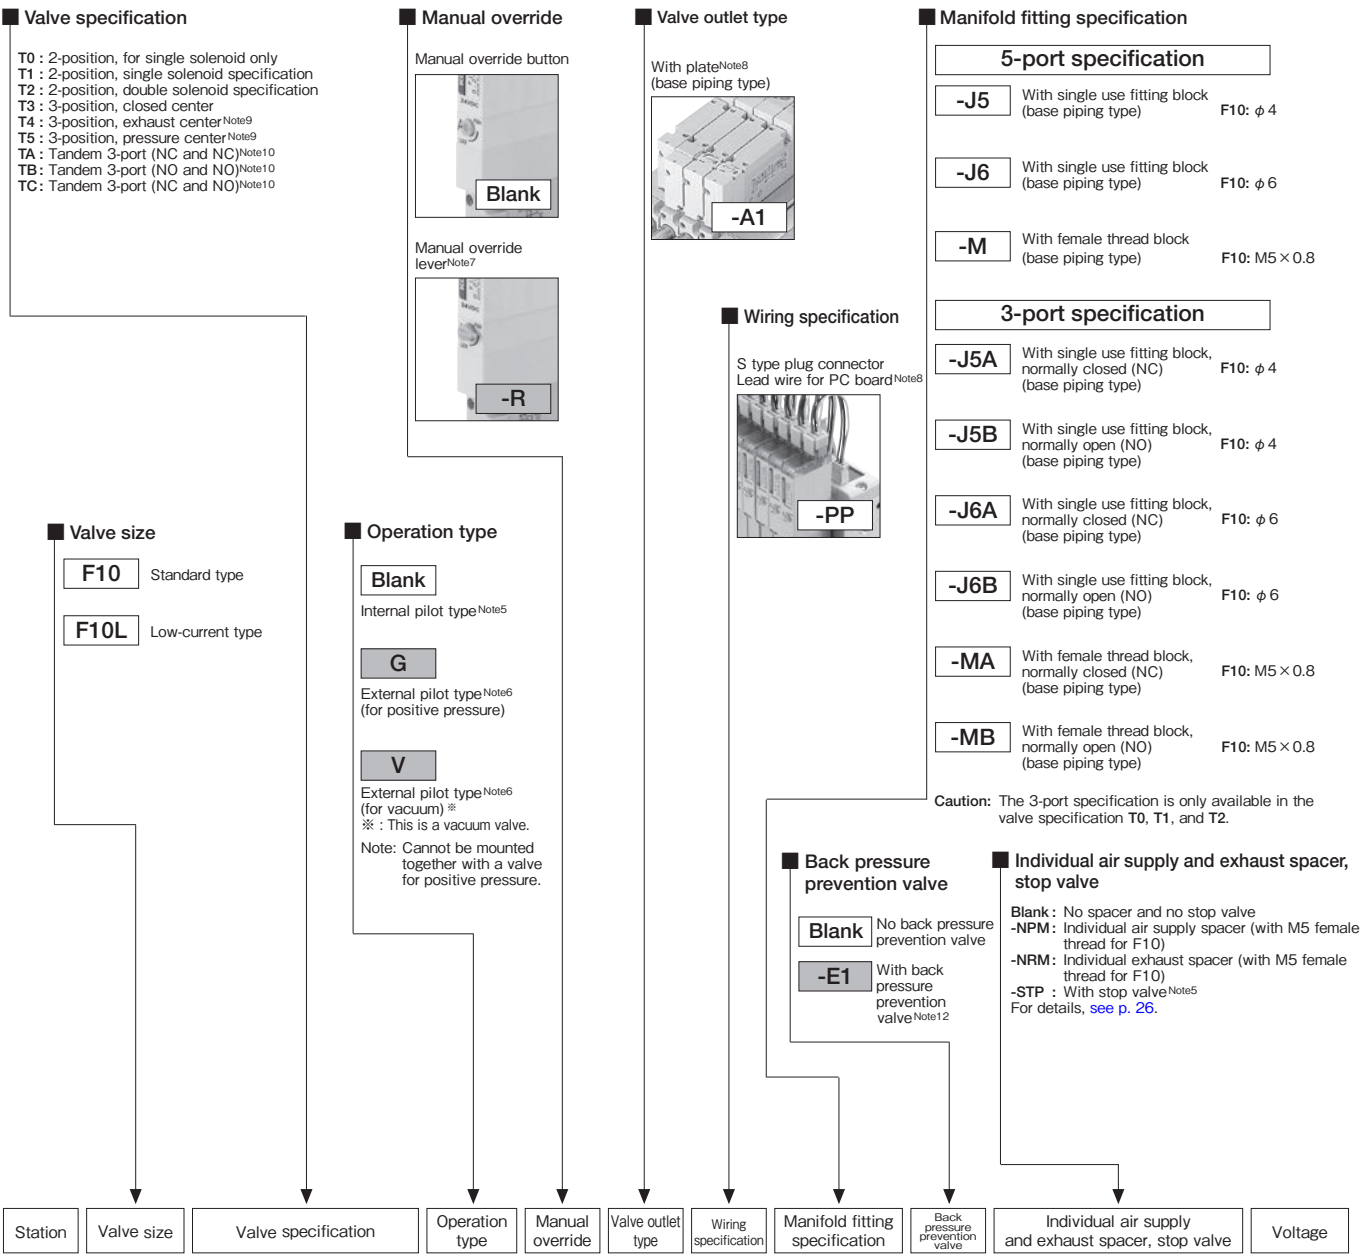 Valve specification
T0 : 2-position, for single solenoid only
T1 : 2-position, single solenoid specification
T2 : 2-position, double solenoid specification
T3 : 3-position, closed center
T4 : 3-position, exhaust center Note9
T5 : 3-position, pressure center Note9
TA : Tandem 3-port (NC and NC) Note10
TB : Tandem 3-port (NO and NO) Note10
TC : Tandem 3-port (NC and NO) Note10
Manual override
Manual override button
24VDC
Blank
Manual override
lever Note7
24VDC
-R
Valve outlet type
With plate Note8
(base piping type)
-A1
Wiring specification
S type plug connector
Lead wire for PC board Note8
-PP
Manifold fitting specification
5-port specification
-J5
With single use fitting block
(base piping type)
F10: φ4
-J6
With single use fitting block
(base piping type)
F10: φ6
-M
With female thread block
(base piping type)
F10: M5×0.8
3-port specification
-J5A
With single use fitting block,
normally closed (NC)
(base piping type)
F10: φ4
-J5B
With single use fitting block,
normally open (NO)
(base piping type)
F10: φ4
-J6A
With single use fitting block,
normally closed (NC)
(base piping type)
F10: φ6
-J6B
With single use fitting block,
normally open (NO)
(base piping type)
F10: φ6
-MA
With female thread block,
normally closed (NC)
(base piping type)
F10: M5×0.8
-MB
With female thread block,
normally open (NO)
(base piping type)
F10: M5×0.8
Caution: The 3-port specification is only available in the
valve specification T0, T1, and T2.
Valve size
F10
Standard type
F10L
Low-current type
Operation type
Blank
Internal pilot type Note5
G
External pilot type Note6
(for positive pressure)
V
External pilot type Note6
(for vacuum) ※
※ : This is a vacuum valve.
Note: Cannot be mounted
together with a valve
for positive pressure.
Back pressure
prevention valve
Blank
No back pressure
prevention valve
-E1
With back
pressure
prevention
valve Note12
Individual air supply and exhaust spacer,
stop valve
Blank : No spacer and no stop valve
-NPM : Individual air supply spacer (with M5 female
thread for F10)
-NRM : Individual exhaust spacer (with M5 female
thread for F10)
-STP : With stop valve Note5
For details, see p. 26.
Station
Valve size
Valve specification
Operation
type
Manual
override
Valve outlet
type
Wiring
specification
Manifold fitting
specification
Back
pressure
prevention
valve
Individual air supply
and exhaust spacer, stop valve
Voltage